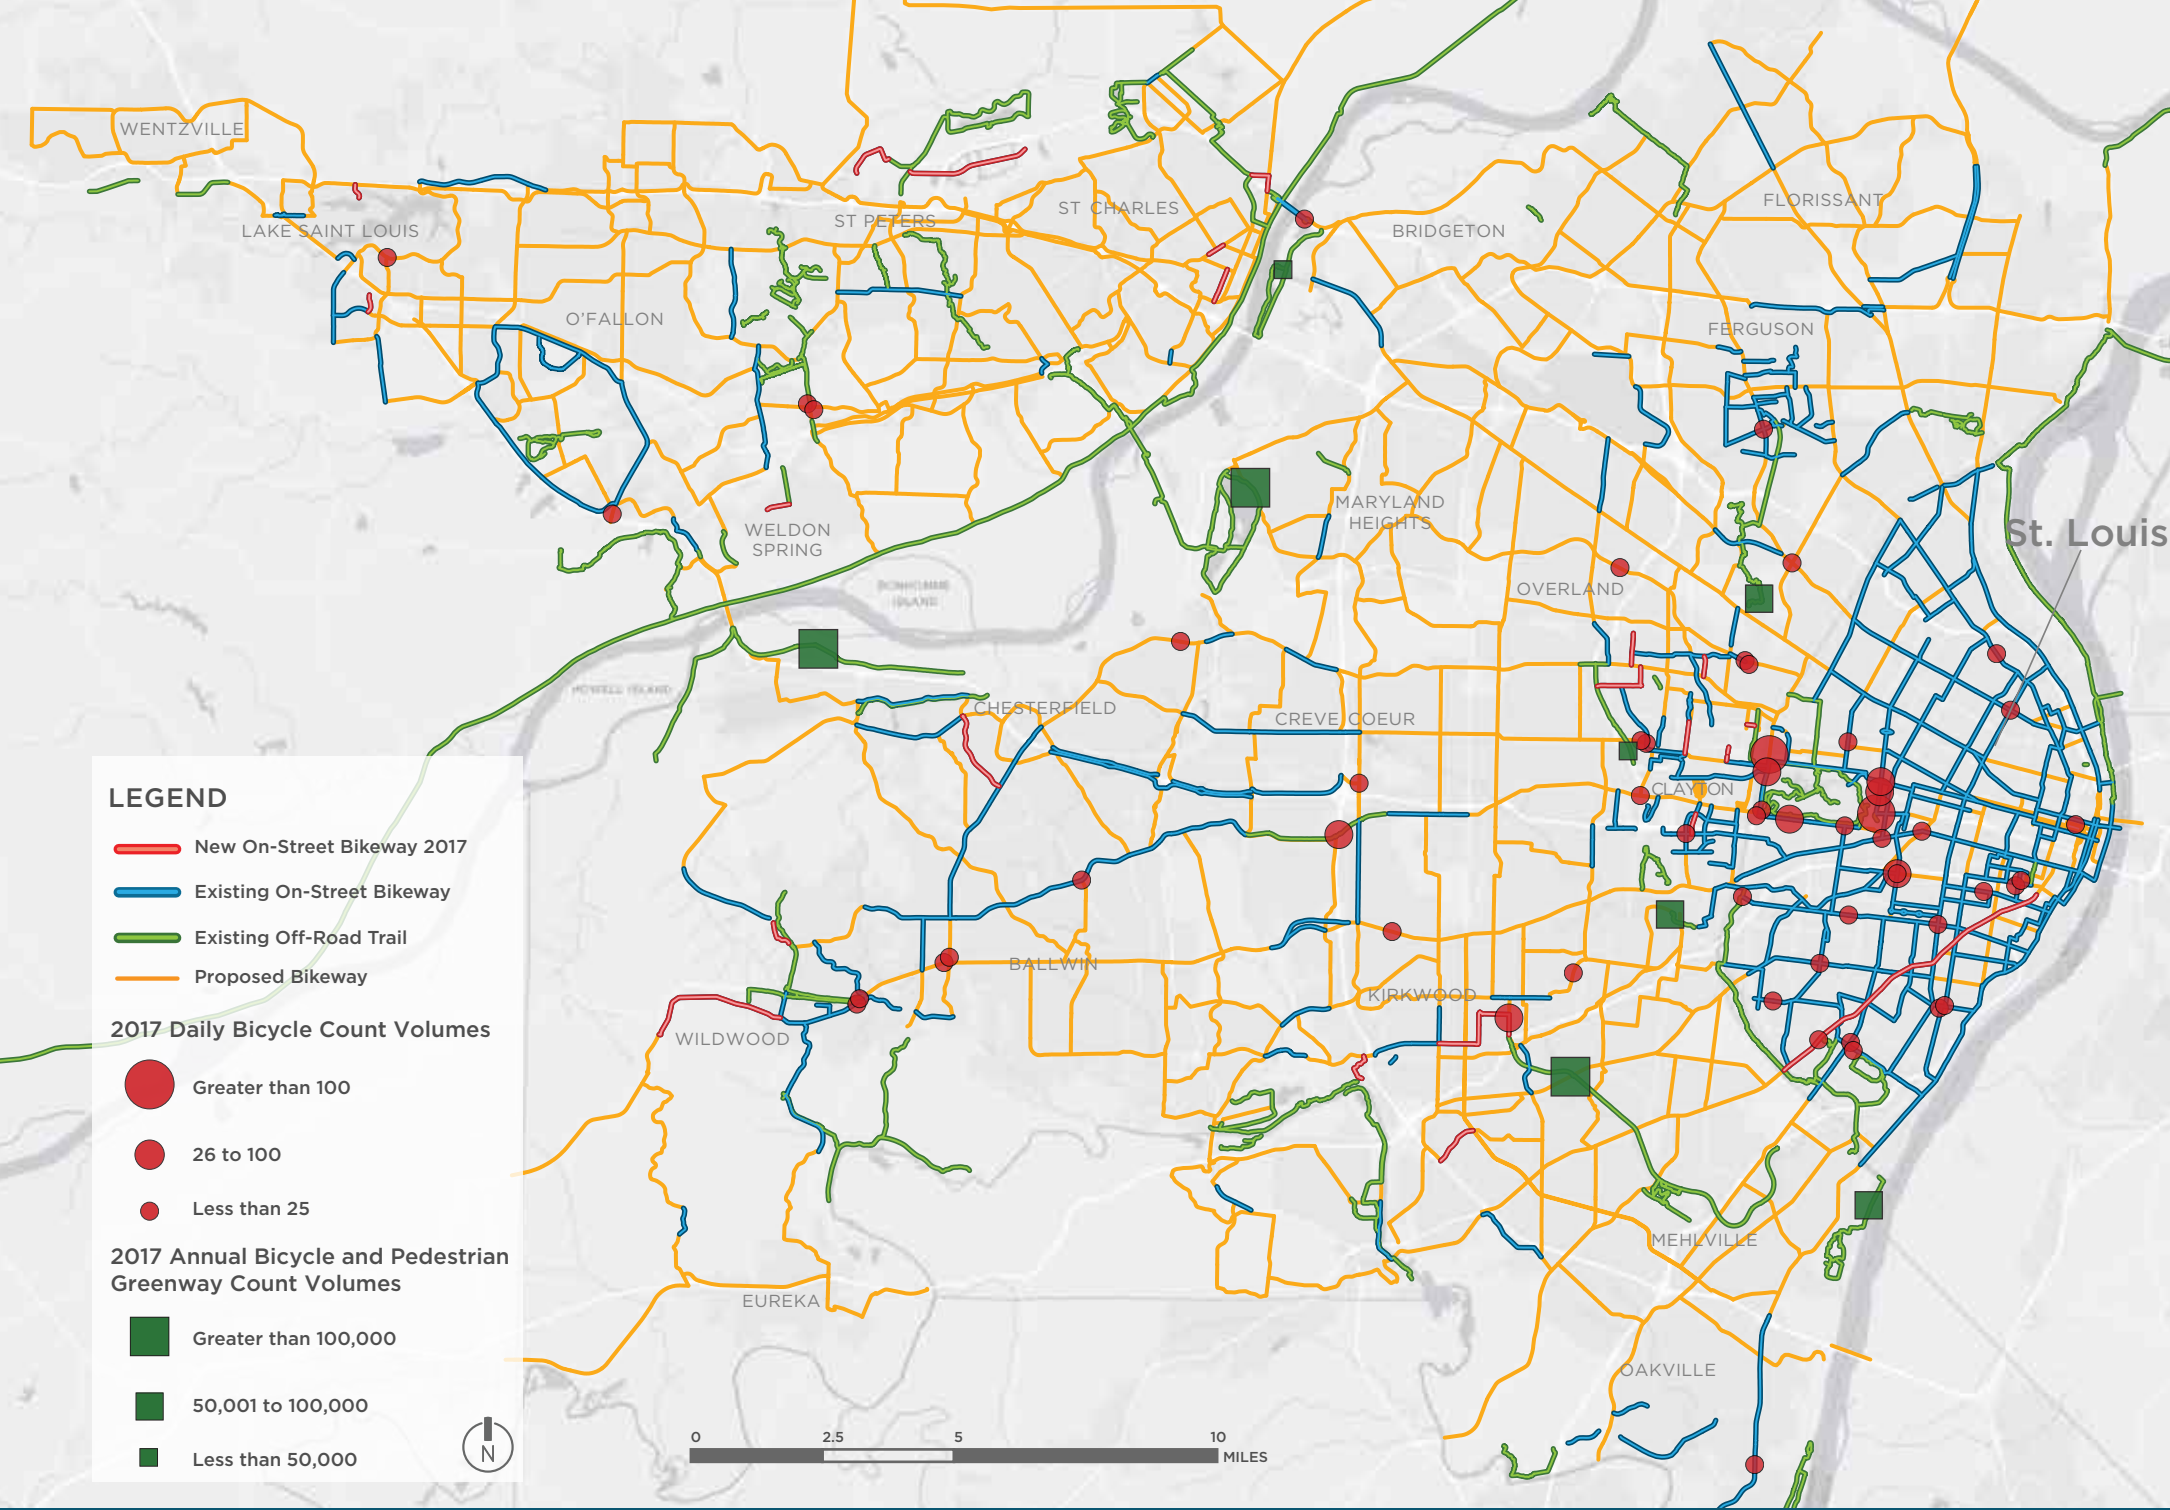 WENTZVILLE
LAKE SAINT LOUIS
ST PETERS
ST CHARLES
BRIDGETON
FLORISSANT
O'FALLON
FERGUSON
WELDON
SPRING
MARYLAND
HEIGHTS
St. Louis
BONHOMME
ISLAND
OVERLAND
HOWELL ISLAND
CHESTERFIELD
CREVE COEUR
CLAYTON
BALLWIN
KIRKWOOD
WILDWOOD
MEHLVILLE
EUREKA
OAKVILLE
LEGEND
New On-Street Bikeway 2017
Existing On-Street Bikeway
Existing Off-Road Trail
Proposed Bikeway
2017 Daily Bicycle Count Volumes
Greater than 100
26 to 100
Less than 25
2017 Annual Bicycle and Pedestrian
Greenway Count Volumes
Greater than 100,000
50,001 to 100,000
Less than 50,000
N
0 2.5 5 10
MILES